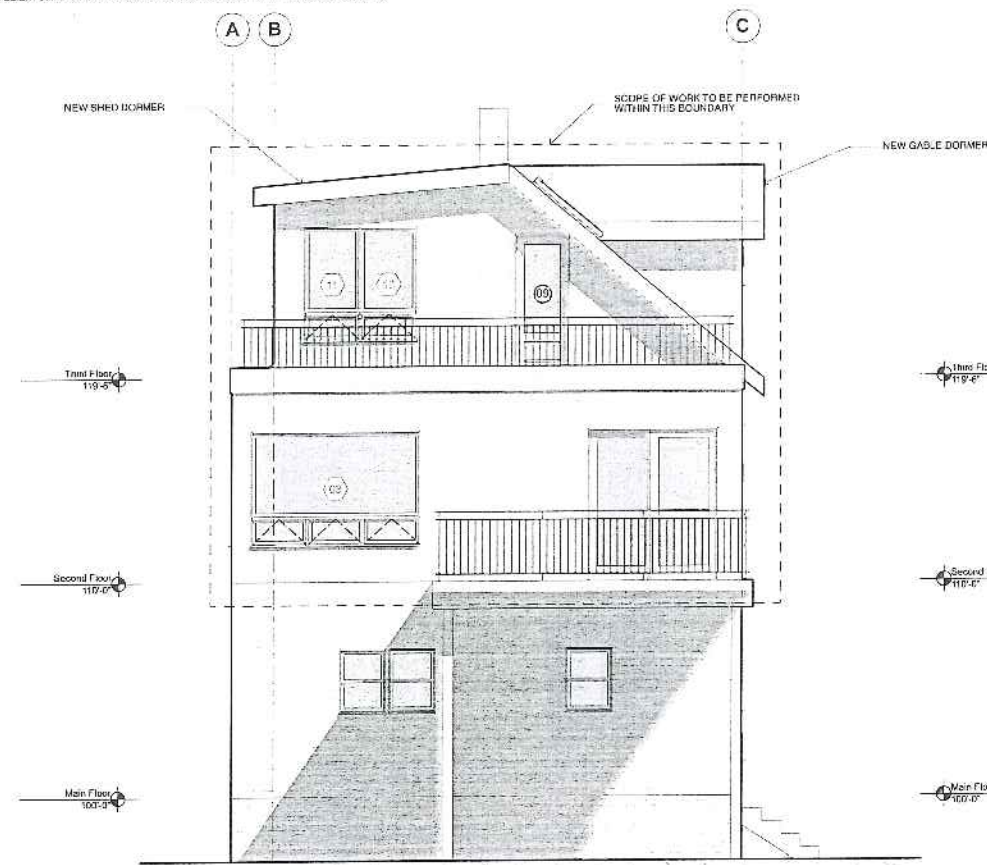 A
B
C
NEW SHED DORMER
SCOPE OF WORK TO BE PERFORMED
WITHIN THIS BOUNDARY
NEW GABLE DORMER
09
Third Floor
119'-6"
Third Flo
119'-6"
03
Second Floor
110'-0"
Second
110'-0"
Main Floor
100'-0"
Main Flo
100'-0"